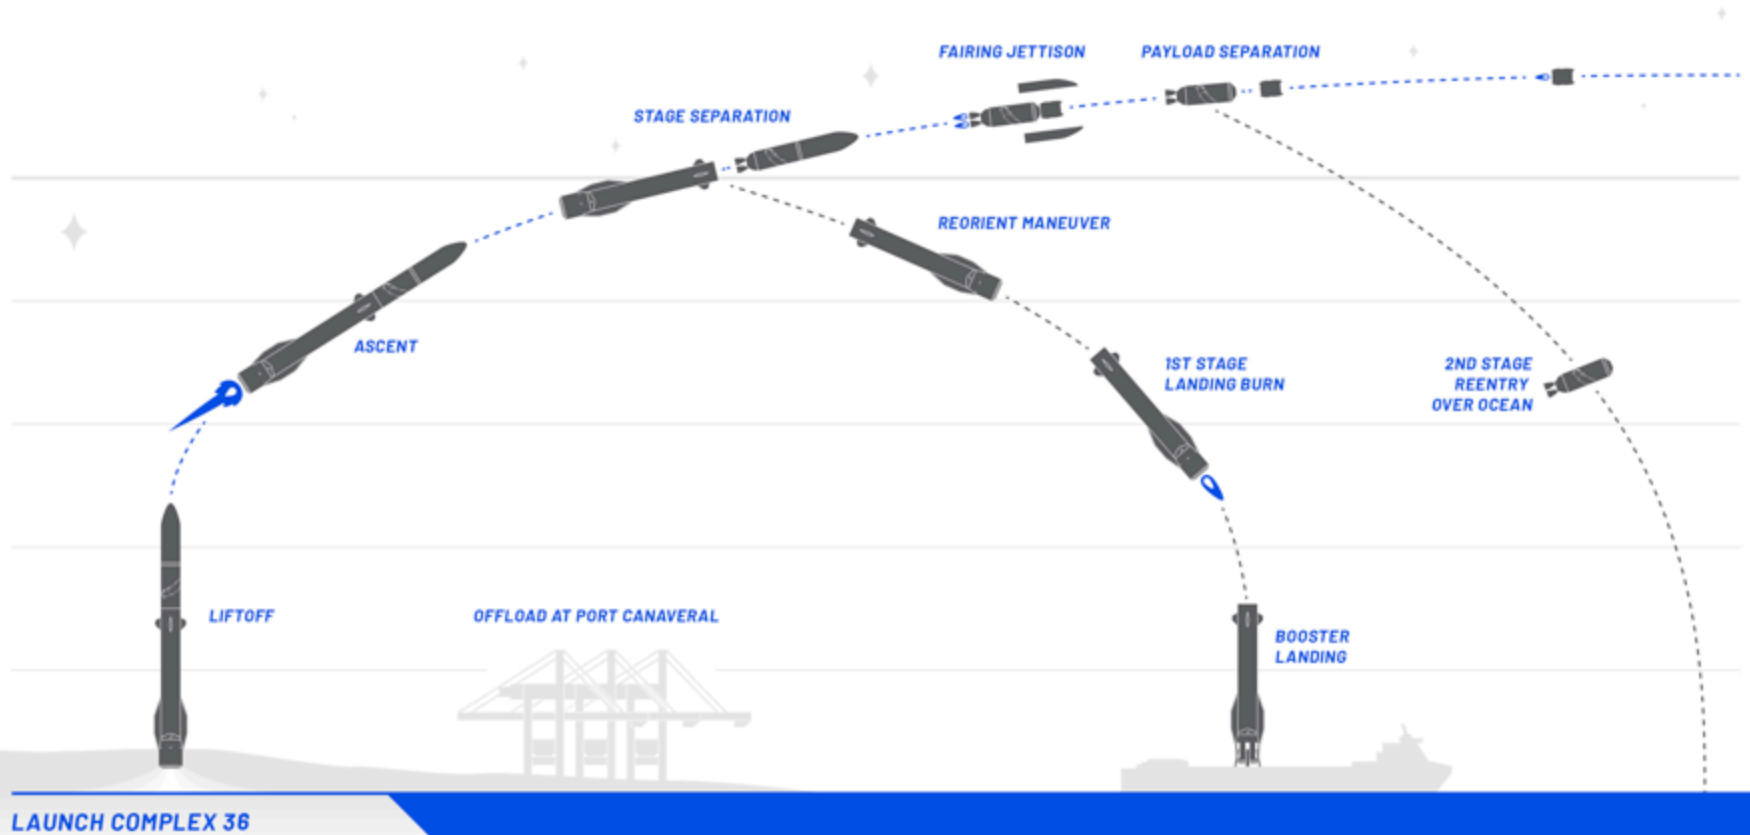 FAIRING JETTISON
PAYLOAD SEPARATION
STAGE SEPARATION
REORIENT MANEUVER
ASCENT
1ST STAGE
LANDING BURN
2ND STAGE
REENTRY
OVER OCEAN
LIFTOFF
OFFLOAD AT PORT CANAVERAL
BOOSTER
LANDING
LAUNCH COMPLEX 36